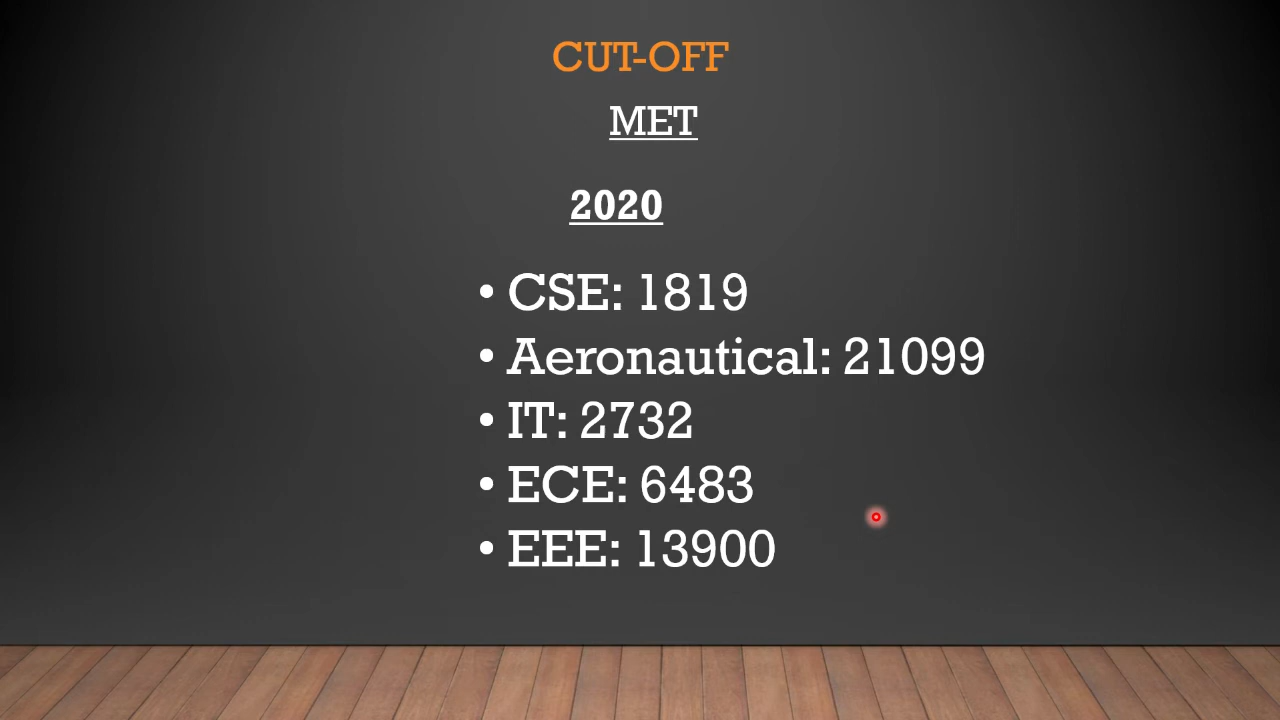 CUT-OFF
MET
2020
• CSE: 1819
• Aeronautical: 21099
• IT: 2732
• ECE: 6483
• EEE: 13900